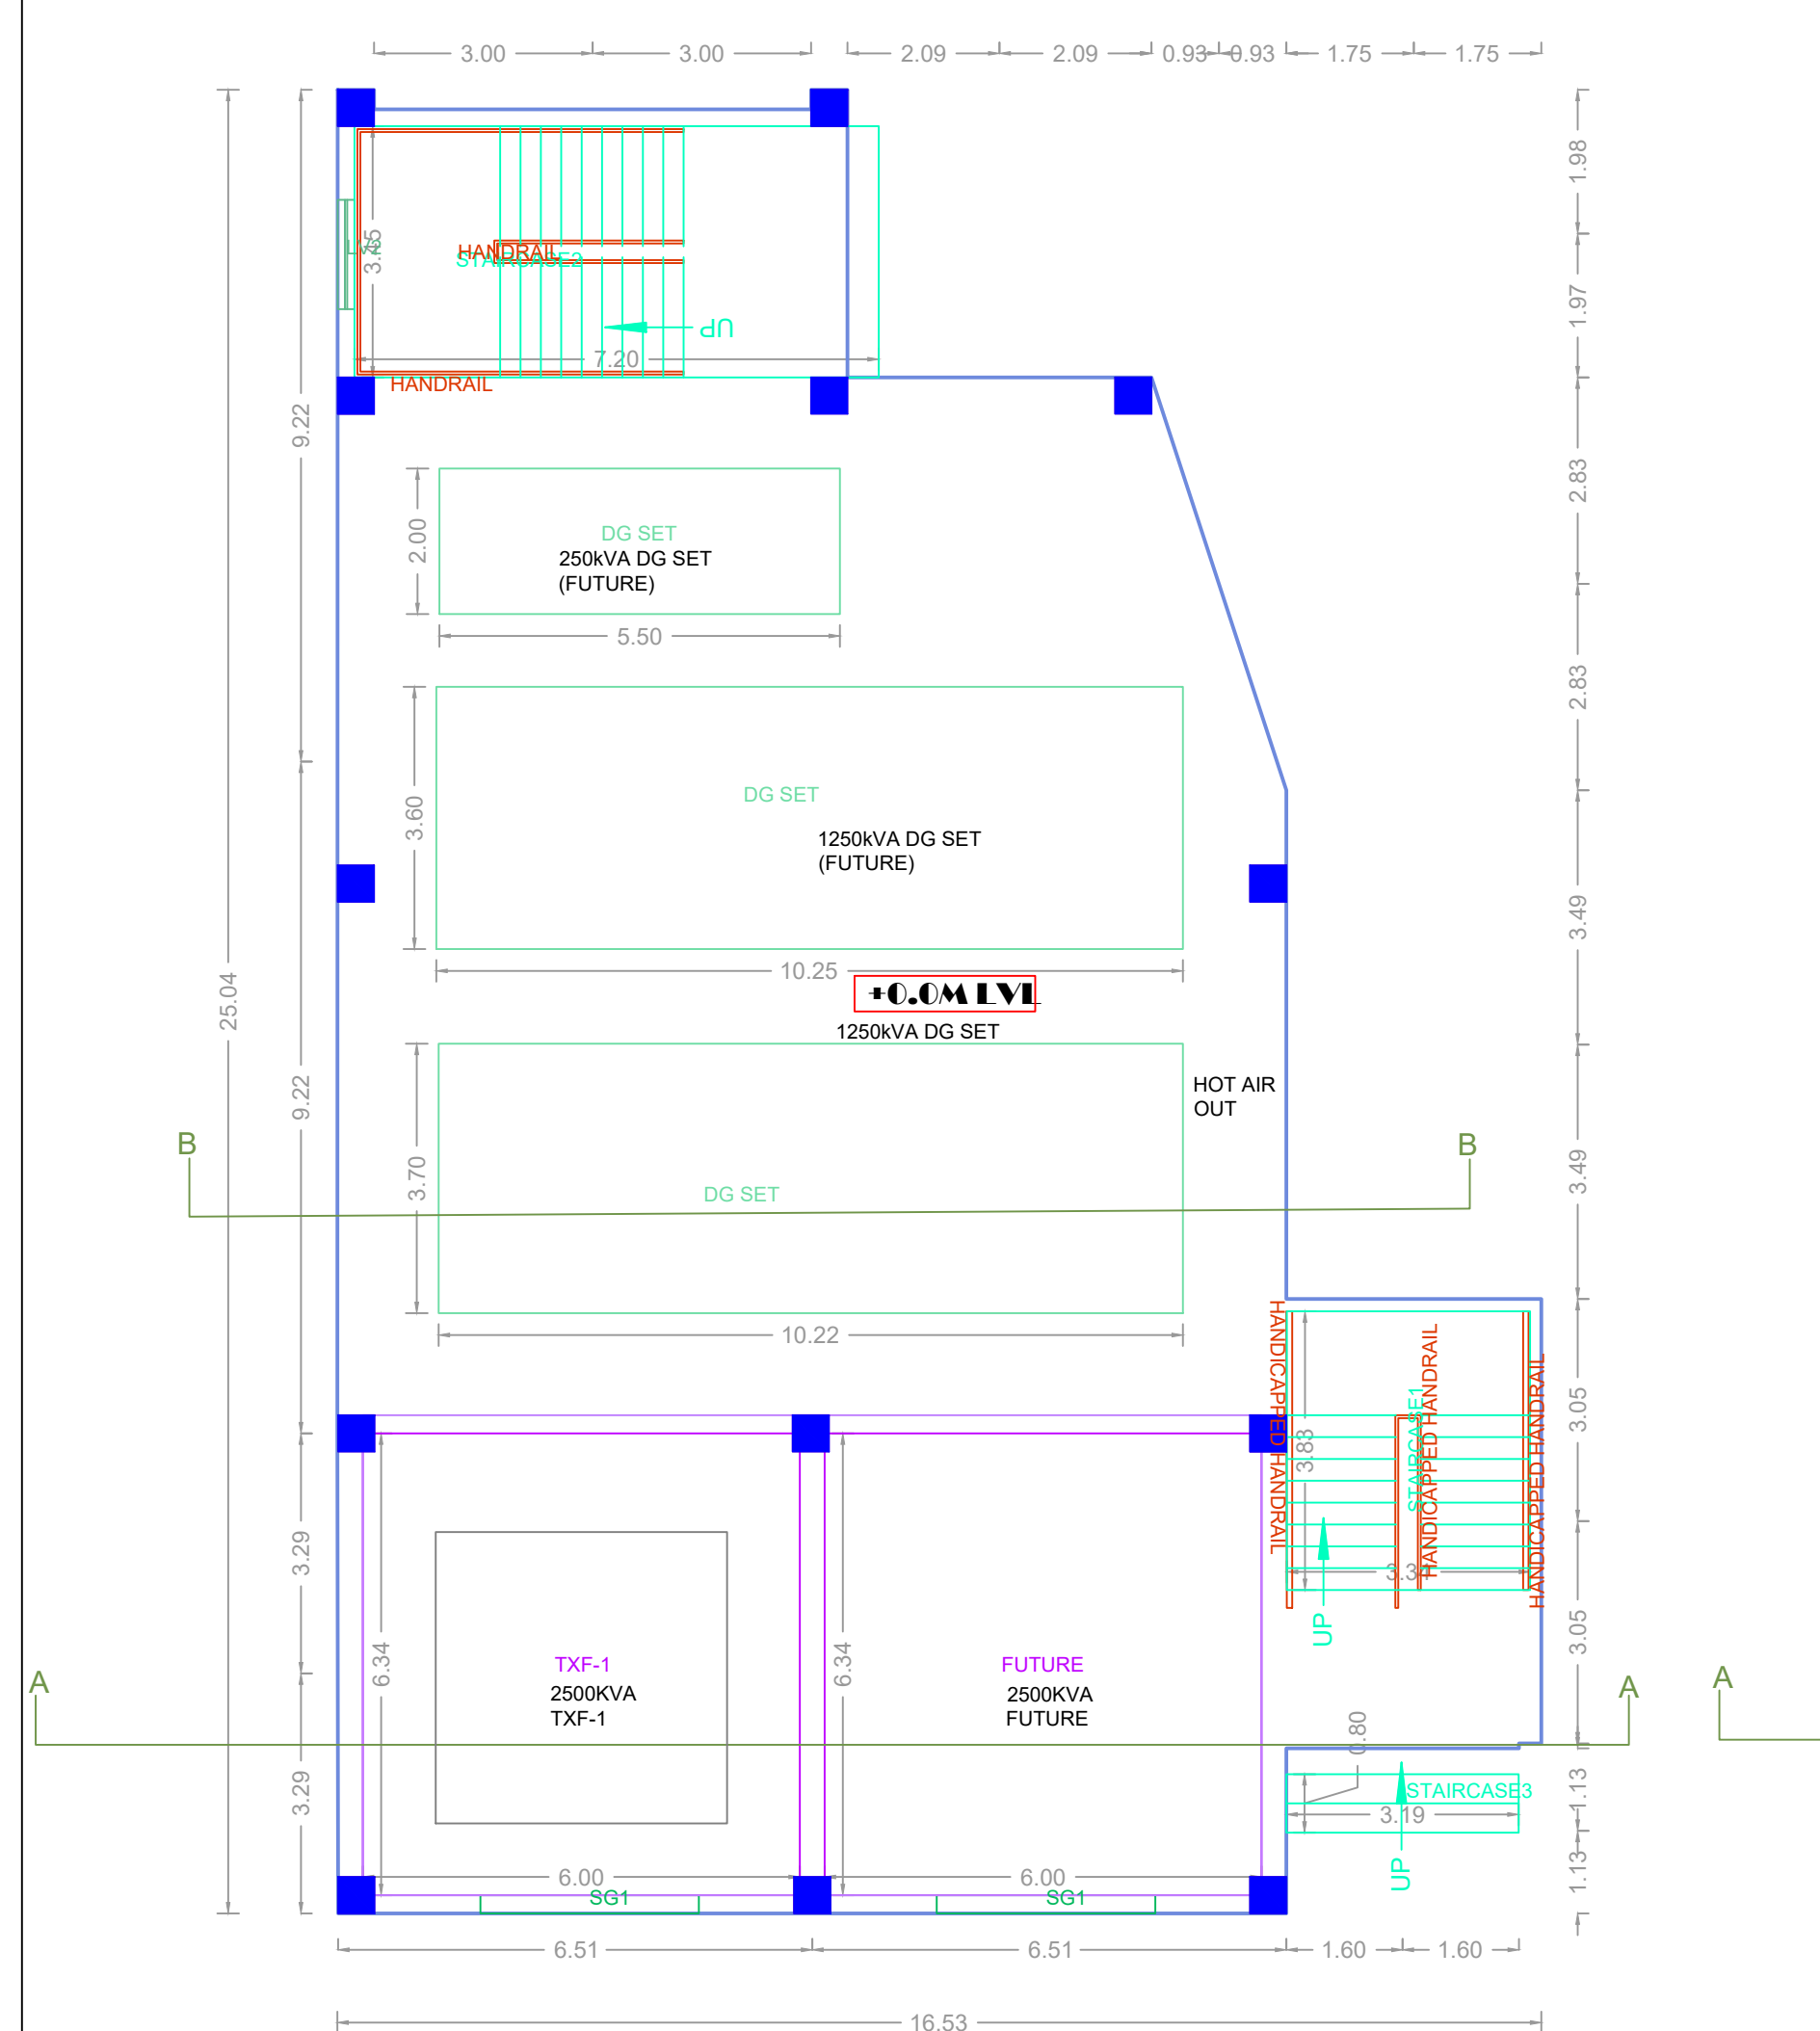 3.00
3.00
2.09
2.09
0.93
0.93
1.75
1.75
1.98
HANDRAIL
STAIRCASE2
3.45
1.97
UP
7.20
HANDRAIL
9.22
2.83
2.00
DG SET
250kVA DG SET
(FUTURE)
5.50
2.83
3.60
DG SET
1250kVA DG SET
(FUTURE)
3.49
10.25
25.04
+0.0M LVL
1250kVA DG SET
9.22
HOT AIR
OUT
B
B
3.70
DG SET
3.49
10.22
HANDICAPPED HANDRAIL
3.83
STAIRCASE1
HANDICAPPED HANDRAIL
HANDICAPPED HANDRAIL
3.05
3.29
UP
3.05
6.34
TXF-1
2500KVA
TXF-1
6.34
FUTURE
2500KVA
FUTURE
A
A
A
0.80
3.29
STAIRCASE3
3.19
1.13
UP
1.13
6.00
6.00
SG1
SG1
6.51
6.51
1.60
1.60
16.53